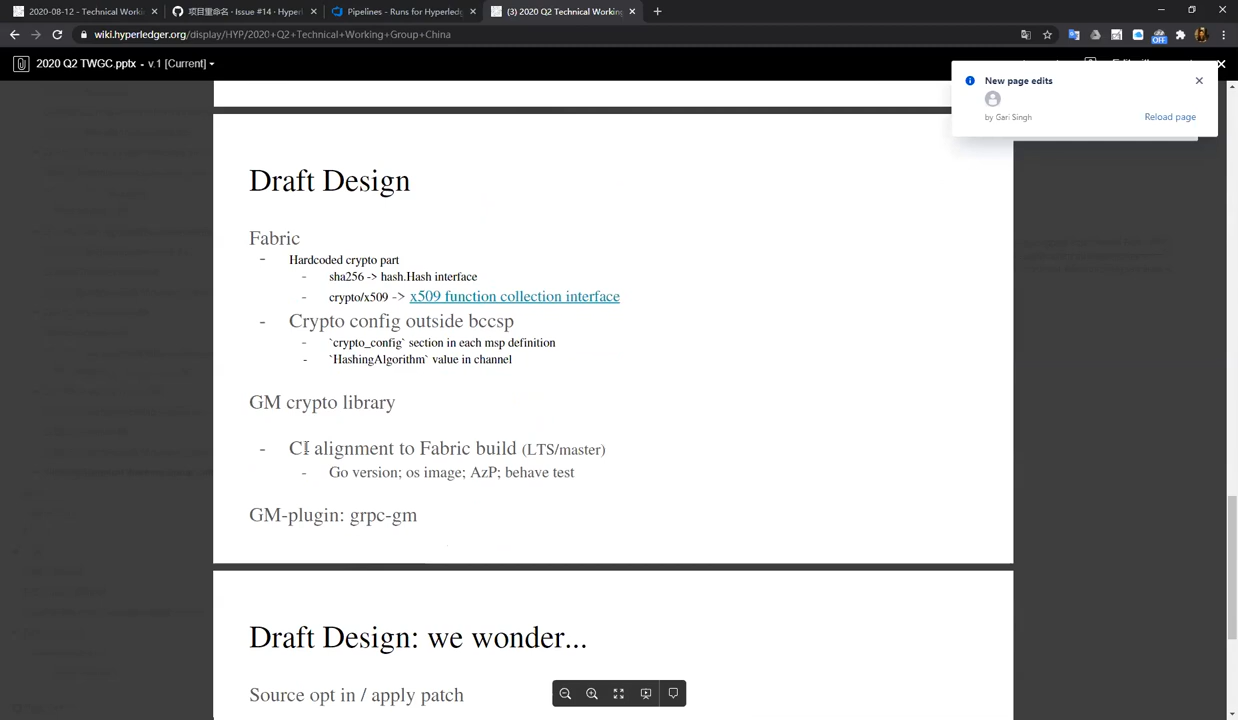 2020-08-12 - Technical Worki
项目重命名 · Issue #14 · Hyperl
Pipelines - Runs for Hyperledg
(3) 2020 Q2 Technical Working
wiki.hyperledger.org/display/HYP/2020+Q2+Technical+Working+Group+China
OFF
2020 Q2 TWGC.pptx - v.1 [Current]
New page edits
by Gari Singh
Reload page
Draft Design
Fabric
- Hardcoded crypto part
- sha256 -> hash.Hash interface
- crypto/x509 -> x509 function collection interface
- Crypto config outside bccsp
- `crypto_config` section in each msp definition
- `HashingAlgorithm` value in channel
GM crypto library
- CI alignment to Fabric build (LTS/master)
- Go version; os image; AzP; behave test
GM-plugin: grpc-gm
Draft Design: we wonder...
Source opt in / apply patch